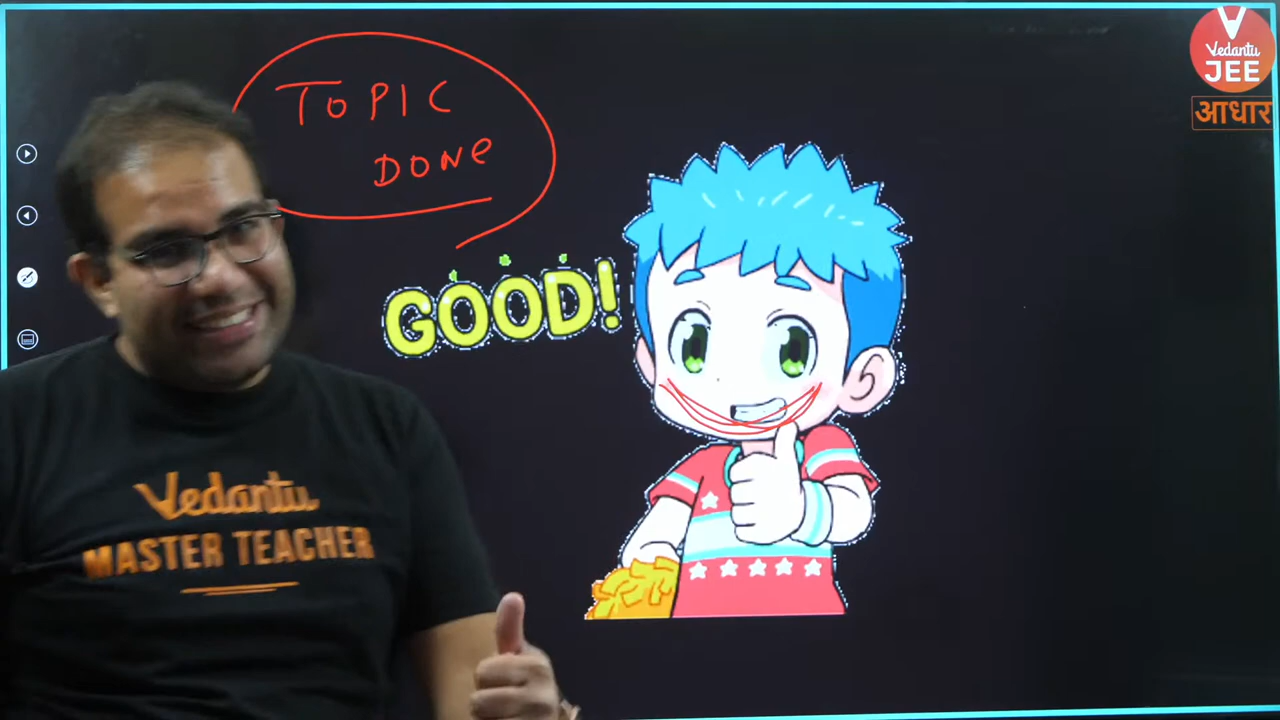 TOPIC
DONE
GOOD!
Vedantu
MASTER TEACHER
Vedantu
JEE
आधार